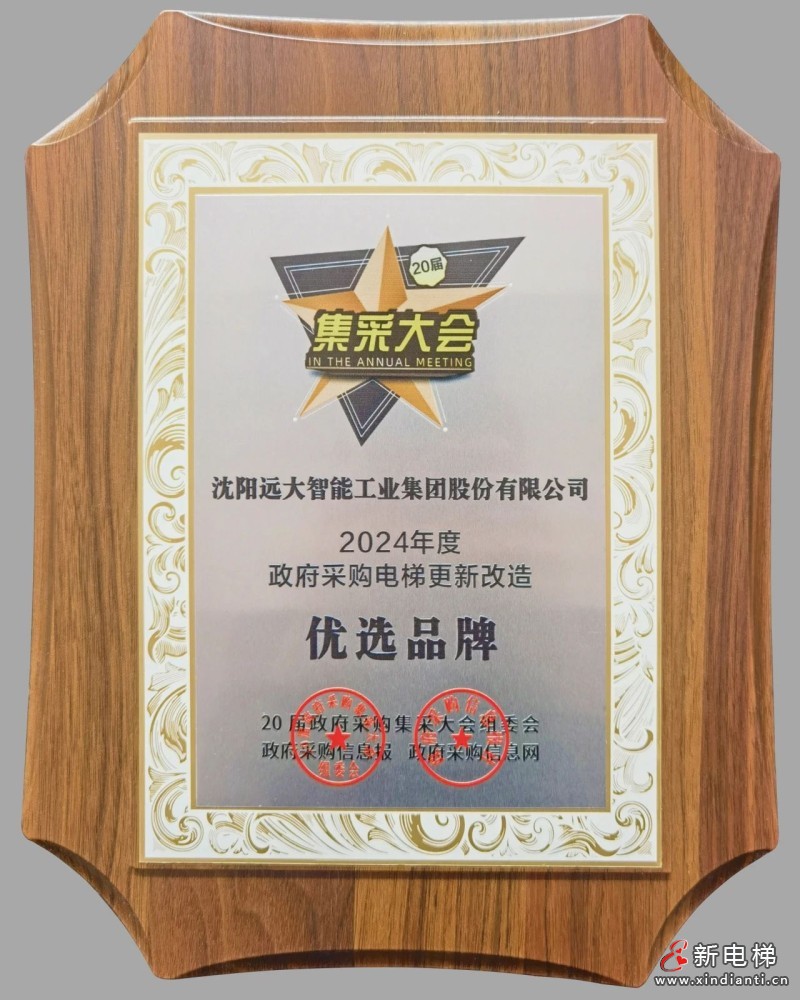 20届
集采大会
IN THE ANNUAL MEETING
沈阳远大智能工业集团股份有限公司
2024年度
政府采购电梯更新改造
优选品牌
20届政府采购集采大会组委会
政府采购信息报 政府采购信息网
新电梯
www.xindianti.cn